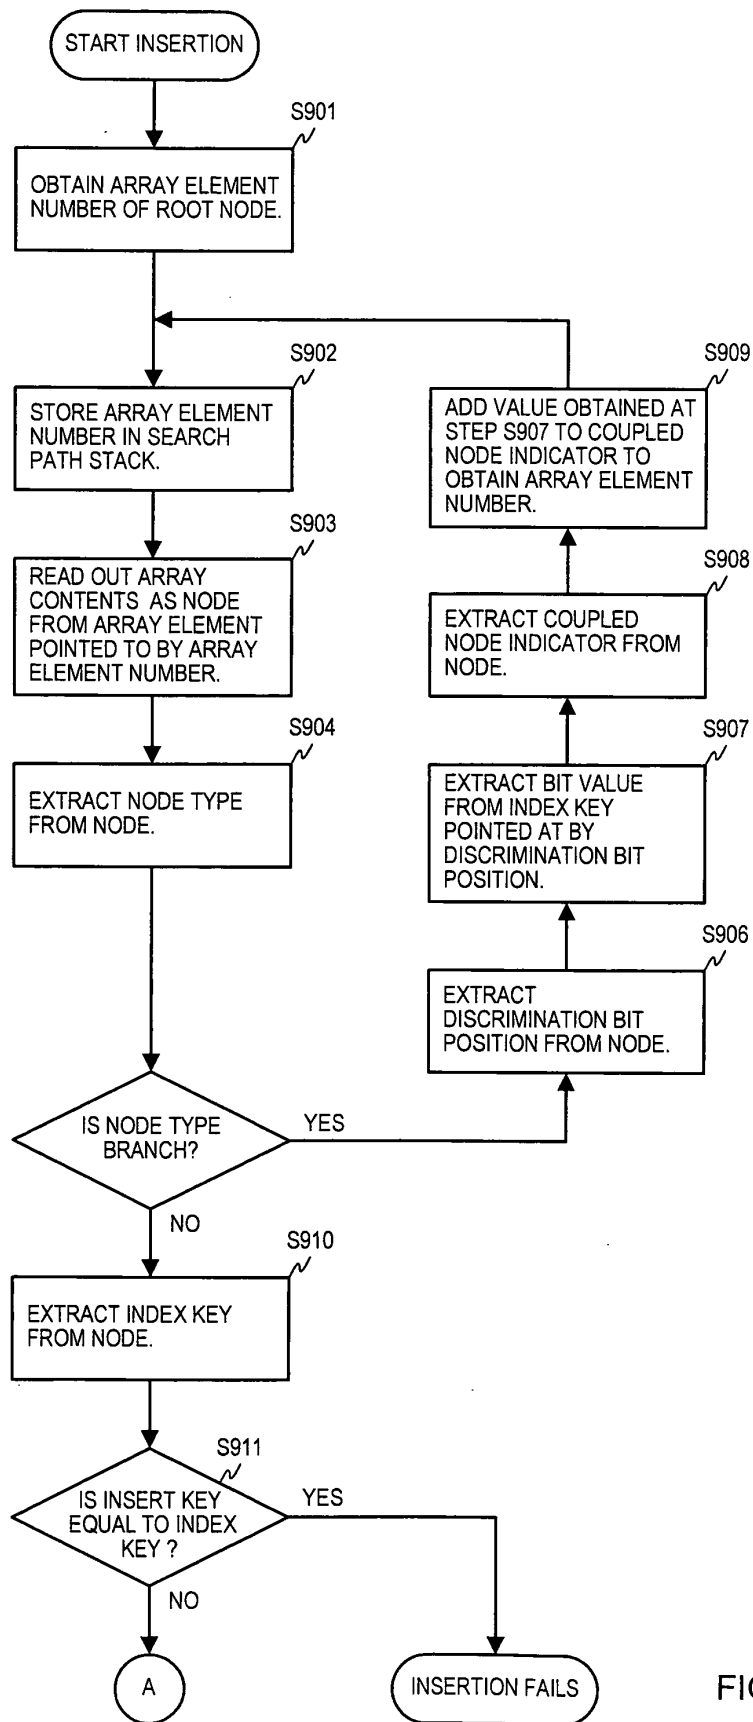 START INSERTION
S901
OBTAIN ARRAY ELEMENT
NUMBER OF ROOT NODE.
S902
STORE ARRAY ELEMENT
NUMBER IN SEARCH
PATH STACK.
S903
READ OUT ARRAY
CONTENTS AS NODE
FROM ARRAY ELEMENT
POINTED TO BY ARRAY
ELEMENT NUMBER.
S904
EXTRACT NODE TYPE
FROM NODE.
IS NODE TYPE
BRANCH?
YES
NO
S906
EXTRACT
DISCRIMINATION BIT
POSITION FROM NODE.
S907
EXTRACT BIT VALUE
FROM INDEX KEY
POINTED AT BY
DISCRIMINATION BIT
POSITION.
S908
EXTRACT COUPLED
NODE INDICATOR FROM
NODE.
S909
ADD VALUE OBTAINED AT
STEP S907 TO COUPLED
NODE INDICATOR TO
OBTAIN ARRAY ELEMENT
NUMBER.
S910
EXTRACT INDEX KEY
FROM NODE.
S911
IS INSERT KEY
EQUAL TO INDEX
KEY ?
YES
NO
A
INSERTION FAILS